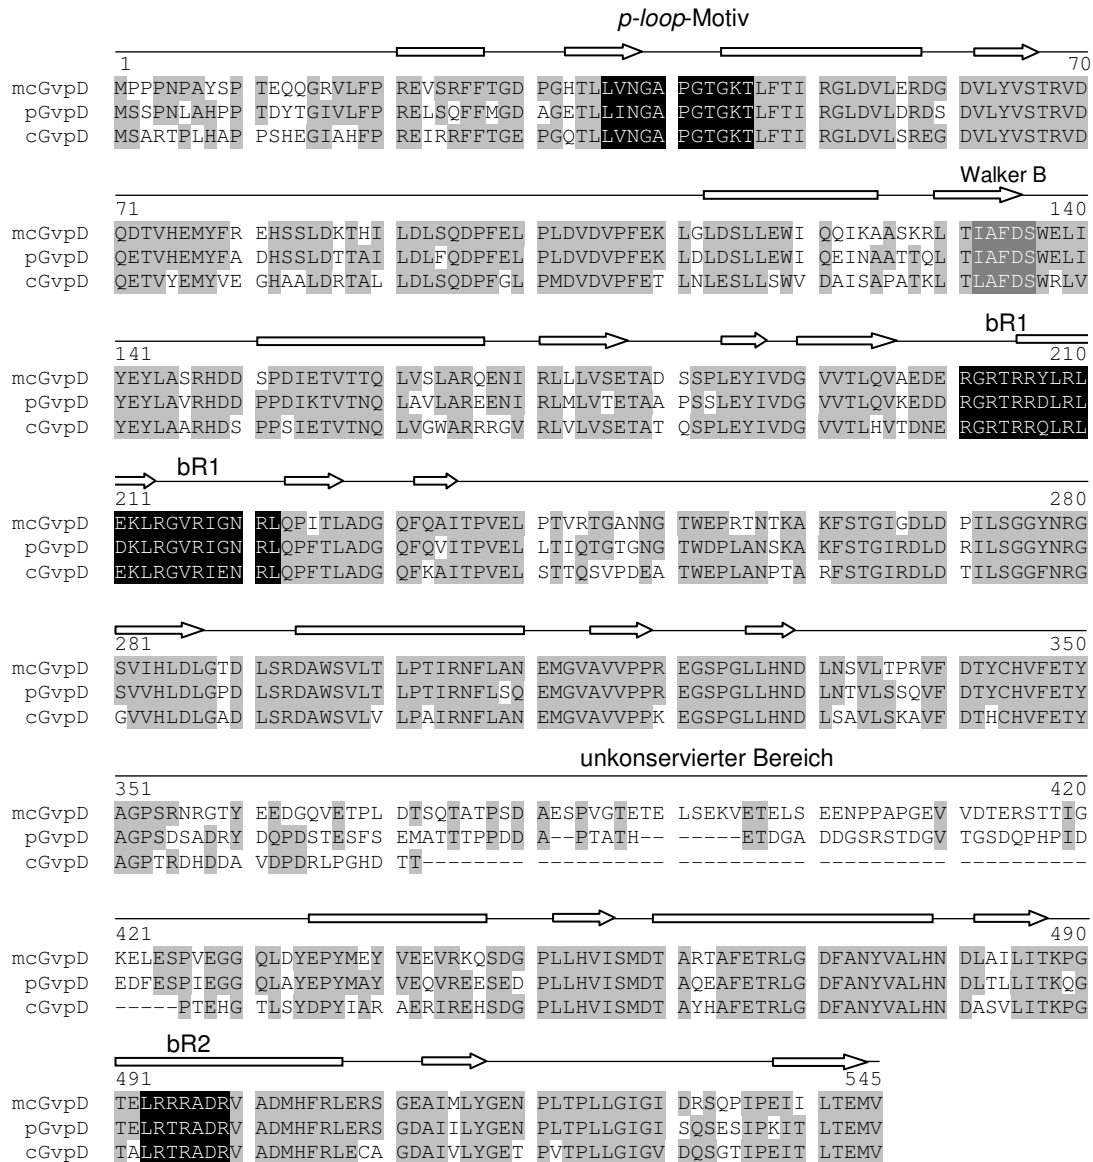 p-loop-Motiv
1 70
mcGvpD MPPPNPAYSP TEQQGRVLFP REVSRFFTGD PGHTLLVNGA PGTGKTLFTI RGLDVLERDG DVLYVSTRVD
pGvpD MSSPNLAHPP TDYTGIVLFP RELSQFFMGD AGETLLINGA PGTGKTLFTI RGLDVLDRDS DVLYVSTRVD
cGvpD MSARTPLHAP PSHEGIAHFP REIRRFFTGE PGQTLLVNGA PGTGKTLFTI RGLDVLSREG DVLYVSTRVD
Walker B
71 140
mcGvpD QDTVHEMYFR EHSSLDKTHI LDLSQDPFEL PLDVDVPFEK LGLDSLLEWI QQIKAASKRL TIAFDSWELI
pGvpD QETVHEMYFA DHSSLDTTAI LDLFQDPFEL PLDVDVPFEK LDLDSLLEWI QEINAATTQL TIAFDSWELI
cGvpD QETVYEMYVE GHAALDRTAL LDLSQDPFGL PMDVDVPFET LNLESLLSWV DAISAPATKL TLAFDSWRLV
bR1
141 210
mcGvpD YEYLASRHDD SPDIETVTTQ LVSLARQENI RLLLVSETAD SSPLEYIVDG VVTLQVAEDE RGRTRRYLRL
pGvpD YEYLAVRHDD PPDIKTVTNQ LAVLAREENI RLMLVTETAA PSSLEYIVDG VVTLQVKEDD RGRTRRDLRL
cGvpD YEYLAARHDS PPSIETVTNQ LVGWARRRGV RLVLVSETAT QSPLEYIVDG VVTLHVTDNE RGRTRRQLRL
bR1
211 280
mcGvpD EKLRGVRIGN RLQPITLADG QFQAITPVEL PTVRTGANNG TWEPRTNTKA KFSTGIGDLD PILSGGYNRG
pGvpD DKLRGVRIGN RLQPFTLADG QFQVITPVEL LTIQTGTGNG TWDPLANSKA KFSTGIRDLD RILSGGYNRG
cGvpD EKLRGVRIEN RLQPFTLADG QFKAITPVEL STTQSVPDEA TWEPLANPTA RFSTGIRDLD TILSGGFNRG
281 350
mcGvpD SVIHLDLGTD LSRDAWSVLT LPTIRNFLAN EMGVAVVPPR EGSPGLLHND LNSVLTPRVF DTYCHVFETY
pGvpD SVVHLDLGPD LSRDAWSVLT LPTIRNFLSQ EMGVAVVPPR EGSPGLLHND LNTVLSSQVF DTYCHVFETY
cGvpD GVVHLDLGAD LSRDAWSVLV LPAIRNFLAN EMGVAVVPPK EGSPGLLHND LSAVLSKAVF DTHCHVFETY
unkonservierter Bereich
351 420
mcGvpD AGPSRNRGTY EEDGQVETPL DTSQTATPSD AESPVGTETE LSEKVETELS EENPPAPGEV VDTERSTTIG
pGvpD AGPSDSADRY DQPDSTESFS EMATTTPPDD A--PTATH-- -----ETDGA DDGSRSTDGV TGSDQPHPID
cGvpD AGPTRDHDDA VDPDRLPGHD TT-------- ---------- ---------- ---------- ----------
421 490
mcGvpD KELESPVEGG QLDYEPYMEY VEEVRKQSDG PLLHVISMDT ARTAFETRLG DFANYVALHN DLAILITKPG
pGvpD EDFESPIEGG QLAYEPYMAY VEQVREESED PLLHVISMDT AQEAFETRLG DFANYVALHN DLTLLITKQG
cGvpD -----PTEHG TLSYDPYIAR AERIREHSDG PLLHVISMDT AYHAFETRLG DFANYVALHN DASVLITKPG
bR2
491 545
mcGvpD TELRRRADRV ADMHFRLERS GEAIMLYGEN PLTPLLGIGI DRSQPIPEII LTEMV
pGvpD TELRTRADRV ADMHFRLERS GDAIILYGEN PLTPLLGIGI SQSESIPKIT LTEMV
cGvpD TALRTRADRV ADMHFRLECA GDAIVLYGET PVTPLLGIGV DQSGTIPEIT LTEMV